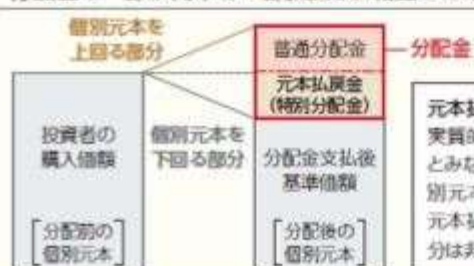 個別元本を
上回る部分
普通分配金
分配金
元本払戻金
(特別分配金)
投資者の
購入価額
個別元本を
下回る部分
分配金支払後
基準価額
分配前の
個別元本
分配後の
個別元本
元本払
実質的
とみな
別元本
元本払
分は非